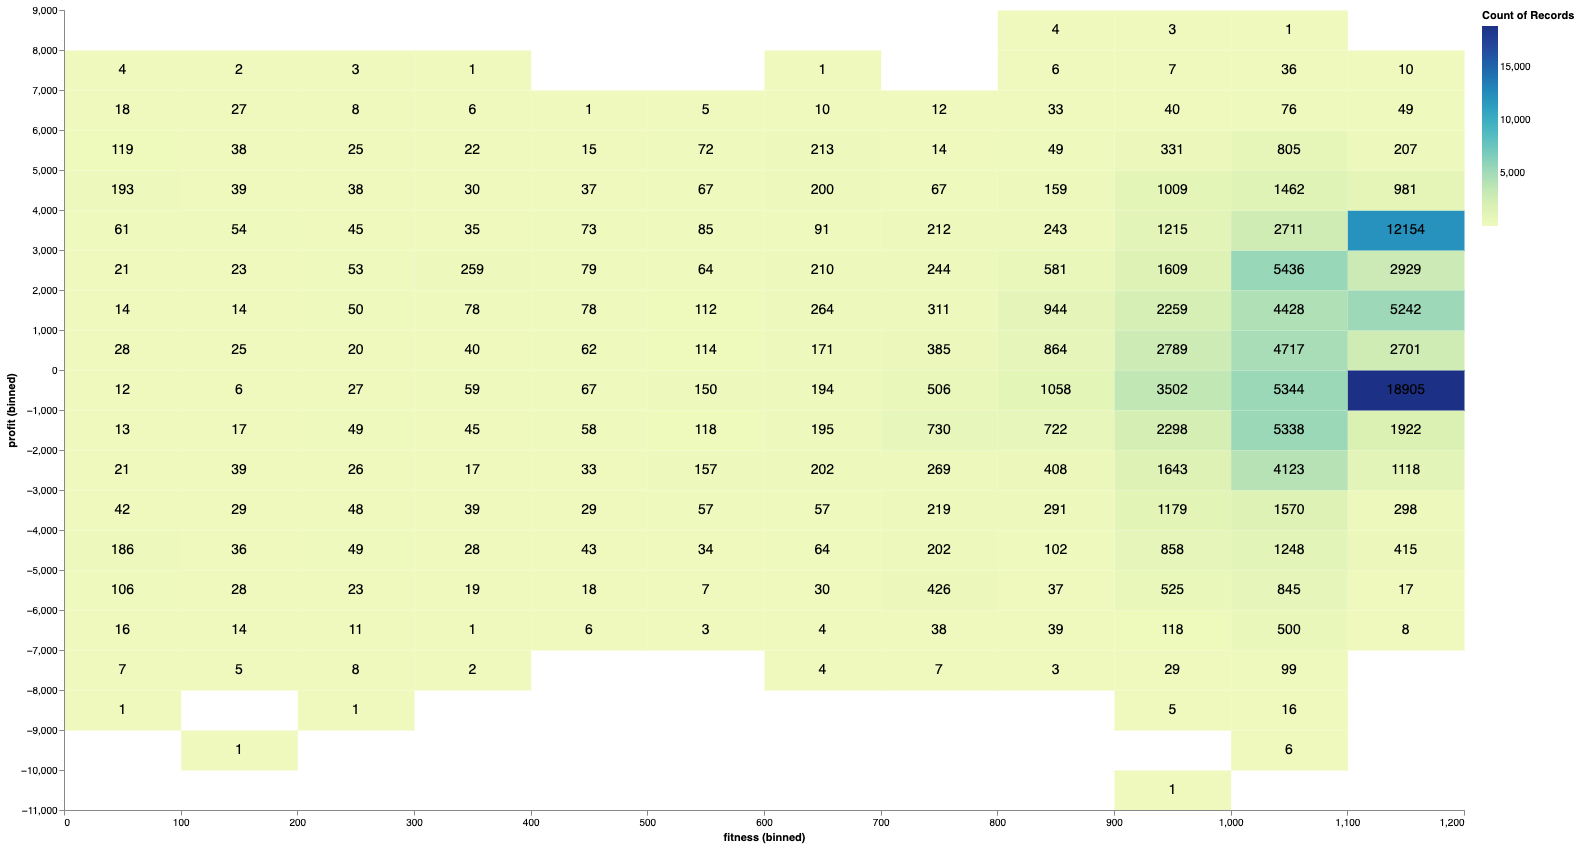 9,000
4 3 1
Count of Records
8,000
4 2 3 1 1 6 7 36 10
15,000
7,000
18 27 8 6 1 5 10 12 33 40 76 49
10,000
6,000
119 38 25 22 15 72 213 14 49 331 805 207
5,000
5,000
193 39 38 30 37 67 200 67 159 1009 1462 981
4,000
61 54 45 35 73 85 91 212 243 1215 2711 12154
3,000
21 23 53 259 79 64 210 244 581 1609 5436 2929
2,000
14 14 50 78 78 112 264 311 944 2259 4428 5242
1,000
28 25 20 40 62 114 171 385 864 2789 4717 2701
0
12 6 27 59 67 150 194 506 1058 3502 5344 18905
profit (binned)
−1,000
13 17 49 45 58 118 195 730 722 2298 5338 1922
−2,000
21 39 26 17 33 157 202 269 408 1643 4123 1118
−3,000
42 29 48 39 29 57 57 219 291 1179 1570 298
−4,000
186 36 49 28 43 34 64 202 102 858 1248 415
−5,000
106 28 23 19 18 7 30 426 37 525 845 17
−6,000
16 14 11 1 6 3 4 38 39 118 500 8
−7,000
7 5 8 2 4 7 3 29 99
−8,000
1 1 5 16
−9,000
1 6
−10,000
1
−11,000
0 100 200 300 400 500 600 700 800 900 1,000 1,100 1,200
fitness (binned)